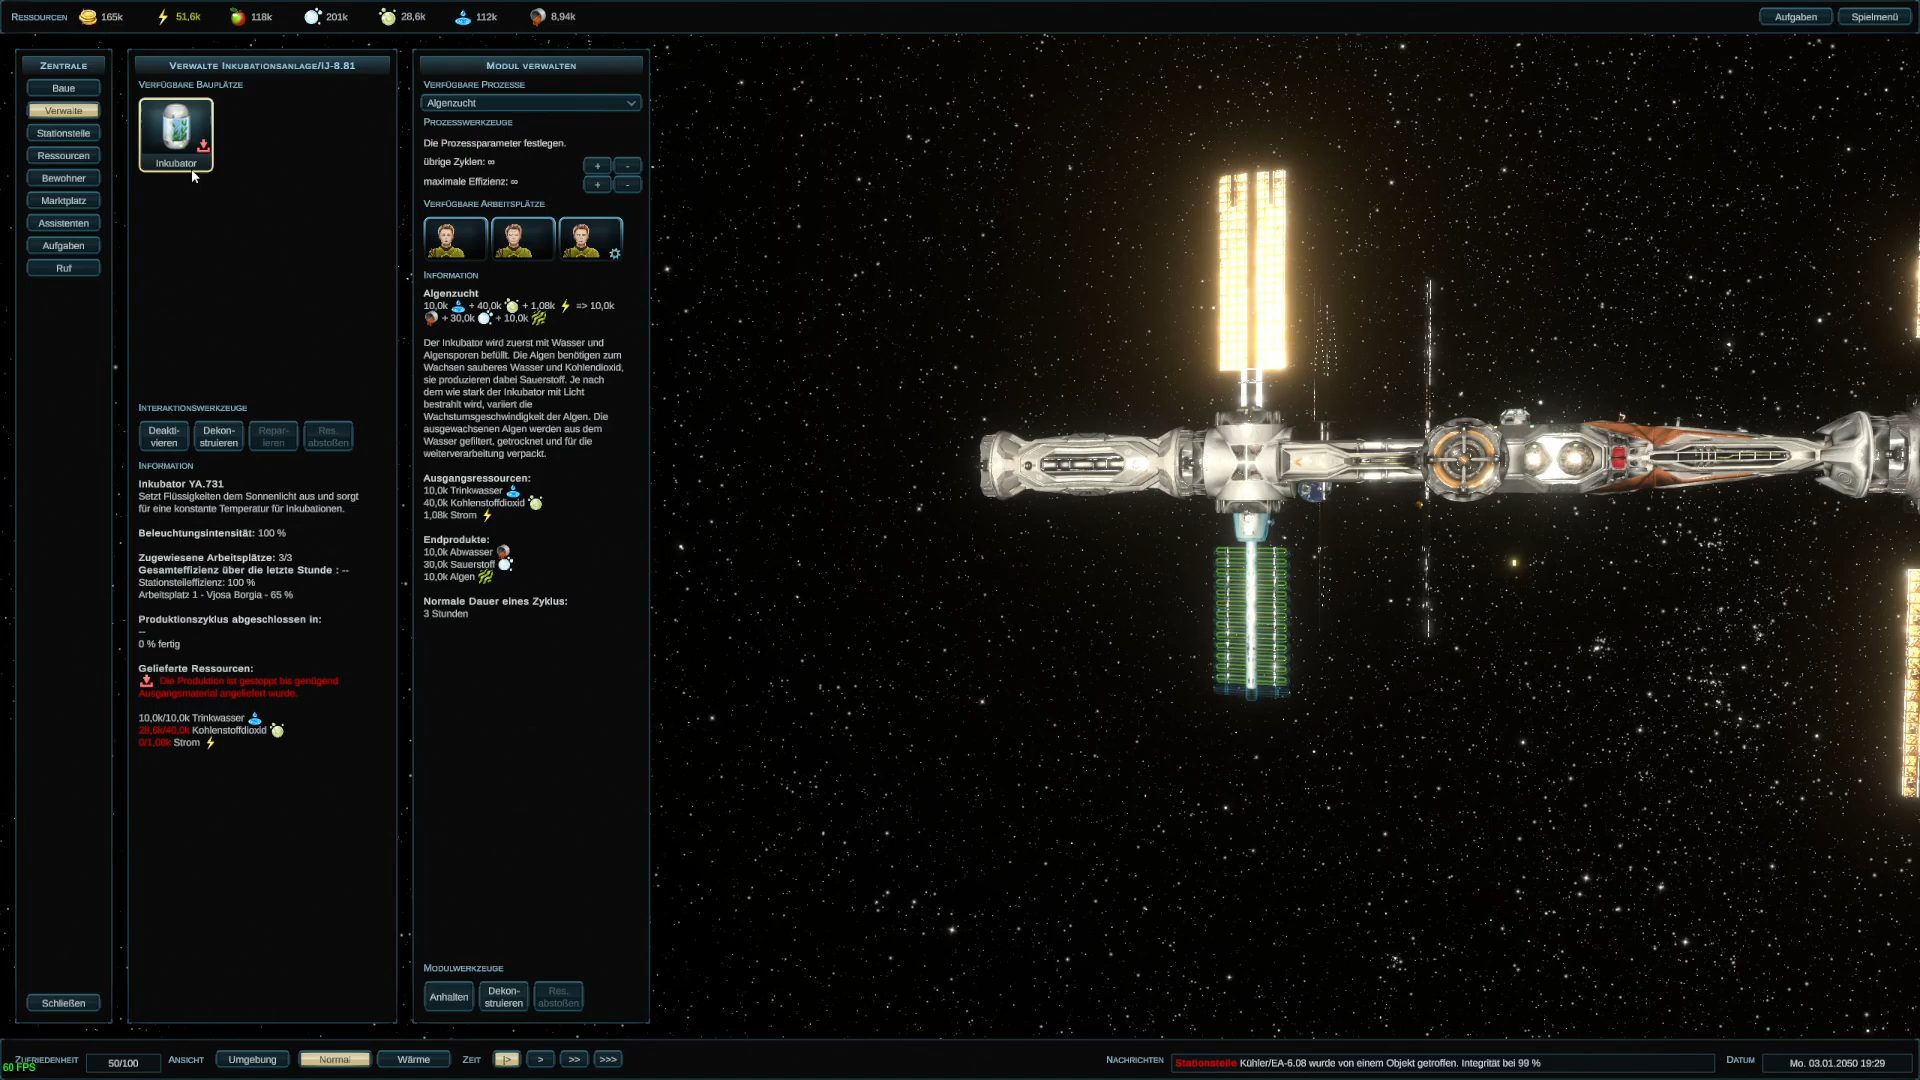 Ressourcen 165k 51,6k 118k 201k 28,6k 112k 8,94k Aufgaben Spielmenü
Zentrale
Baue
Verwalte
Stationsteile
Ressourcen
Bewohner
Marktplatz
Assistenten
Aufgaben
Ruf
Schließen
Verwalte Inkubationsanlage/IJ-8.81
Verfügbare Bauplätze
Inkubator
Interaktionswerkzeuge
Deakti-
vieren
Dekon-
struieren
Repar-
ieren
Res.
abstoßen
Information
Inkubator YA.731
Setzt Flüssigkeiten dem Sonnenlicht aus und sorgt
für eine konstante Temperatur für Inkubationen.
Beleuchtungsintensität: 100 %
Zugewiesene Arbeitsplätze: 3/3
Gesamteffizienz über die letzte Stunde : --
Stationsteileffizienz: 100 %
Arbeitsplatz 1 - Vjosa Borgia - 65 %
Produktionszyklus abgeschlossen in:
--
0 % fertig
Gelieferte Ressourcen:
Die Produktion ist gestoppt bis genügend
Ausgangsmaterial angeliefert wurde.
10,0k/10,0k Trinkwasser
28,6k/40,0k Kohlenstoffdioxid
0/1,08k Strom
Modul verwalten
Verfügbare Prozesse
Algenzucht
Prozesswerkzeuge
Die Prozessparameter festlegen.
übrige Zyklen: ∞ + -
maximale Effizienz: ∞ + -
Verfügbare Arbeitsplätze
Information
Algenzucht
10,0k + 40,0k + 1,08k => 10,0k
+ 30,0k + 10,0k
Der Inkubator wird zuerst mit Wasser und
Algensporen befüllt. Die Algen benötigen zum
Wachsen sauberes Wasser und Kohlendioxid,
sie produzieren dabei Sauerstoff. Je nach
dem wie stark der Inkubator mit Licht
bestrahlt wird, variiert die
Wachstumsgeschwindigkeit der Algen. Die
ausgewachsenen Algen werden aus dem
Wasser gefiltert, getrocknet und für die
weiterverarbeitung verpackt.
Ausgangsressourcen:
10,0k Trinkwasser
40,0k Kohlenstoffdioxid
1,08k Strom
Endprodukte:
10,0k Abwasser
30,0k Sauerstoff
10,0k Algen
Normale Dauer eines Zyklus:
3 Stunden
Modulwerkzeuge
Anhalten
Dekon-
struieren
Res.
abstoßen
Zufriedenheit 50/100 Ansicht Umgebung Normal Wärme Zeit |> > >> >>> Nachrichten Stationsteile Kühler/EA-6.08 wurde von einem Objekt getroffen. Integrität bei 99 % Datum Mo. 03.01.2050 19:29
60 FPS